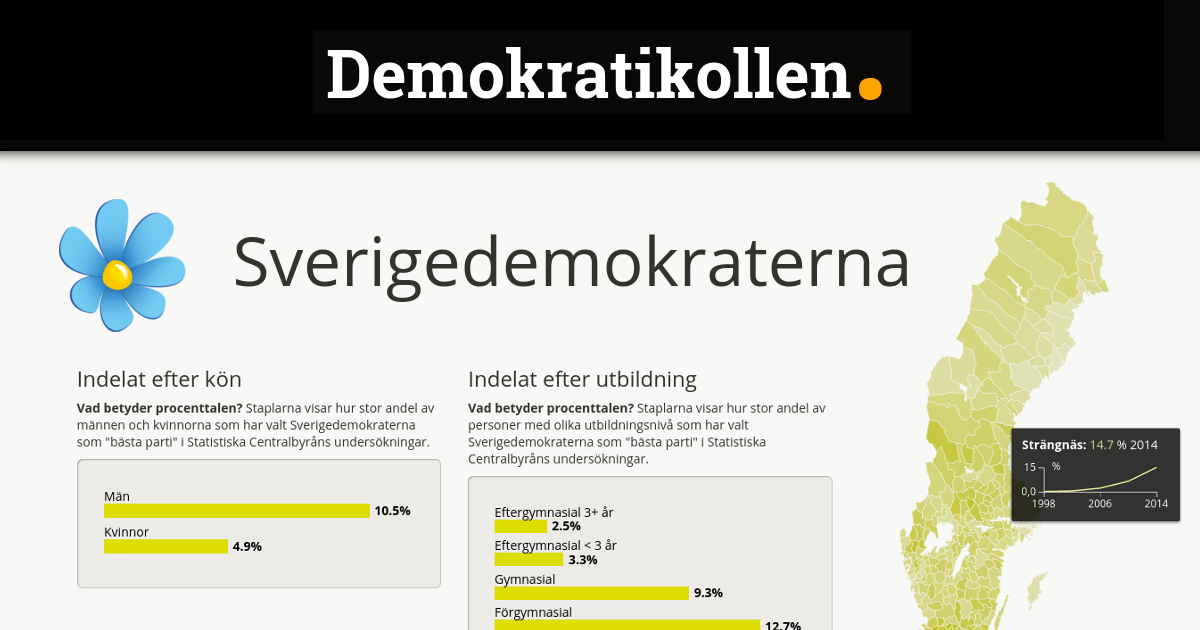 Demokratikollen.
Sverigedemokraterna
Indelat efter kön
Vad betyder procenttalen? Staplarna visar hur stor andel av
männen och kvinnorna som har valt Sverigedemokraterna
som "bästa parti" i Statistiska Centralbyråns undersökningar.
Män
10.5%
Kvinnor
4.9%
Indelat efter utbildning
Vad betyder procenttalen? Staplarna visar hur stor andel av
personer med olika utbildningsnivå som har valt
Sverigedemokraterna som "bästa parti" i Statistiska
Centralbyråns undersökningar.
Eftergymnasial 3+ år
2.5%
Eftergymnasial < 3 år
3.3%
Gymnasial
9.3%
Förgymnasial
12.7%
Strängnäs: 14.7 % 2014
15 %
0,0
1998 2006 2014